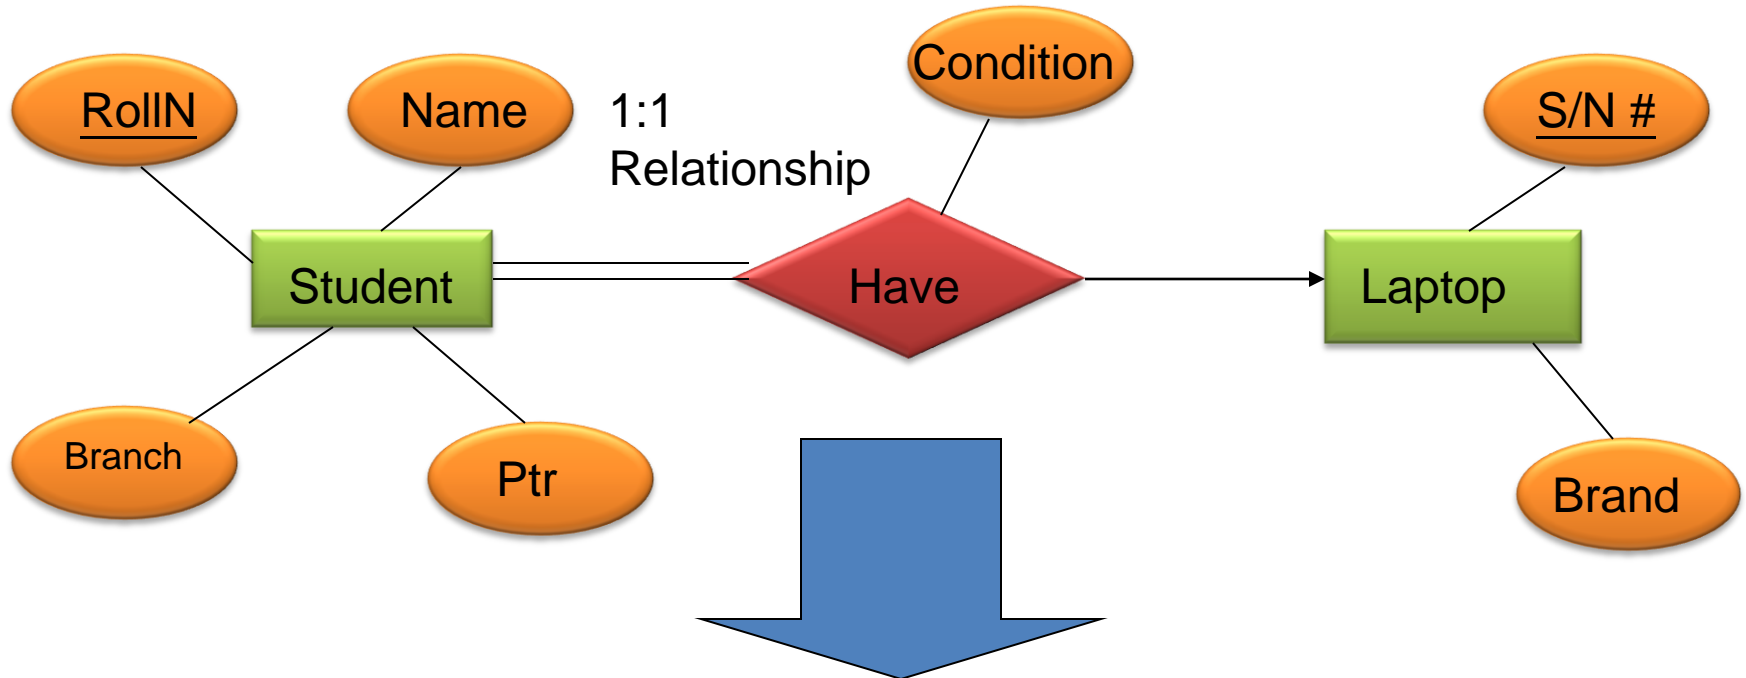 Condition
RollN
Name
1:1
Relationship
S/N #
Student
Have
Laptop
Branch
Ptr
Brand